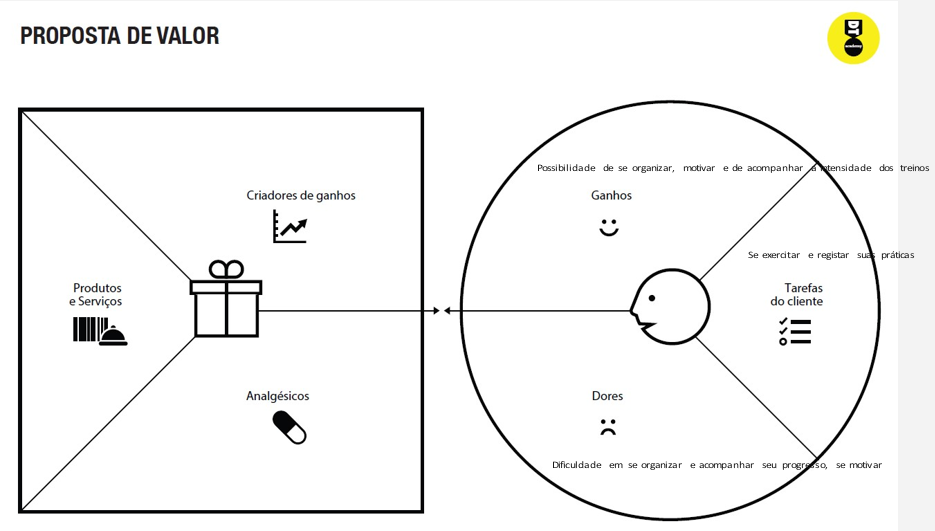 PROPOSTA DE VALOR
academy
Possibilidade de se organizar, motivar e de acompanhar a intensidade dos treinos
Criadores de ganhos
Ganhos
Se exercitar e registar suas práticas
Produtos
e Serviços
Tarefas
do cliente
Analgésicos
Dores
Dificuldade em se organizar e acompanhar seu progresso, se motivar